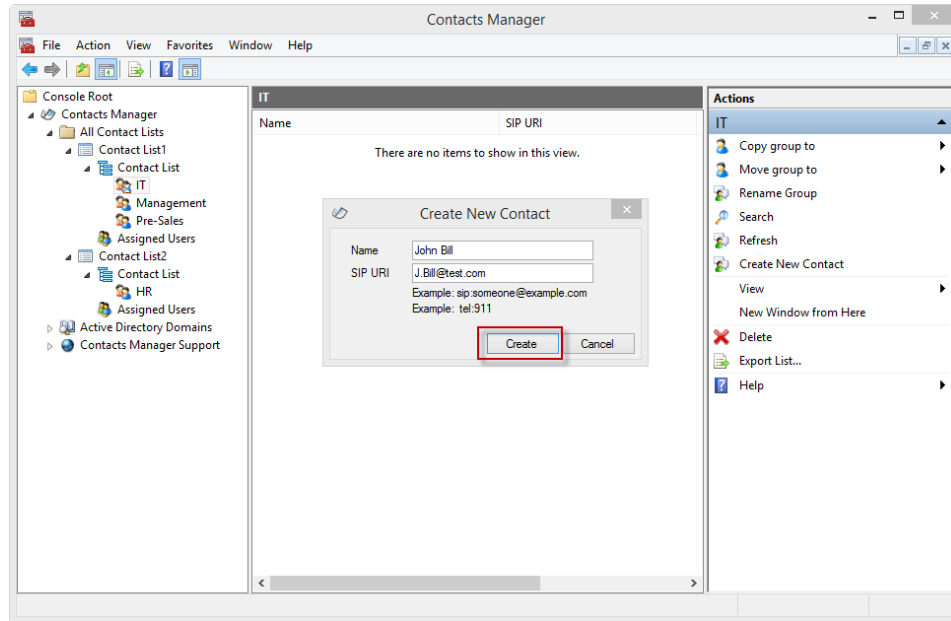 Contacts Manager
File Action View Favorites Window Help
Console Root
Contacts Manager
All Contact Lists
Contact List1
Contact List
IT
Management
Pre-Sales
Assigned Users
Contact List2
Contact List
HR
Assigned Users
Active Directory Domains
Contacts Manager Support
IT
Name SIP URI
There are no items to show in this view.
Create New Contact
Name John Bill
SIP URI J.Bill@test.com
Example: sip:someone@example.com
Example: tel:911
Create Cancel
Actions
IT
Copy group to
Move group to
Rename Group
Search
Refresh
Create New Contact
View
New Window from Here
Delete
Export List...
Help